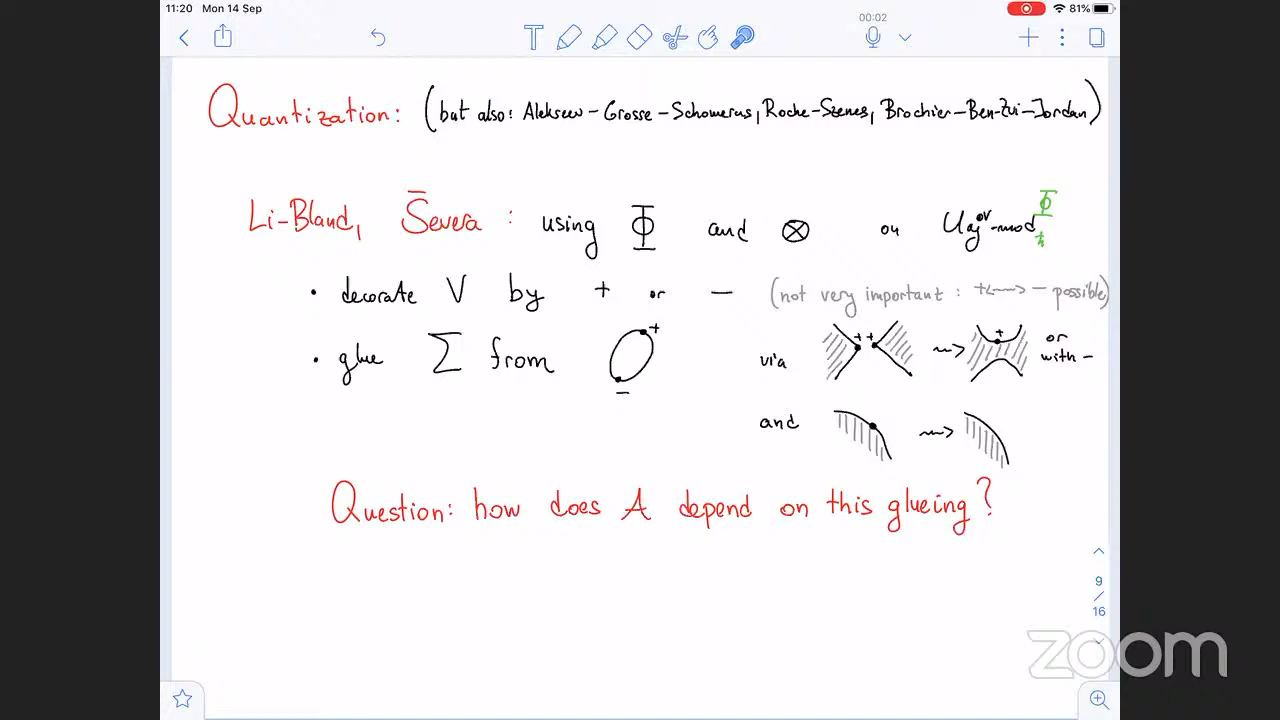 11:20 Mon 14 Sep
81%
00:02
Quantization: (but also: Alekseev–Grosse–Schomerus, Roche–Szenes, Brochier–Ben-Zvi–Jordan)
Li-Bland, Ševera : using Φ and ⊗ on U𝔤-mod Φ ħ
• decorate V by + or − (not very important : +⟷− possible)
• glue Σ from + − via + + ⇝ + or with −
and ⇝
Question: how does A depend on this glueing?
9
/
16
zoom